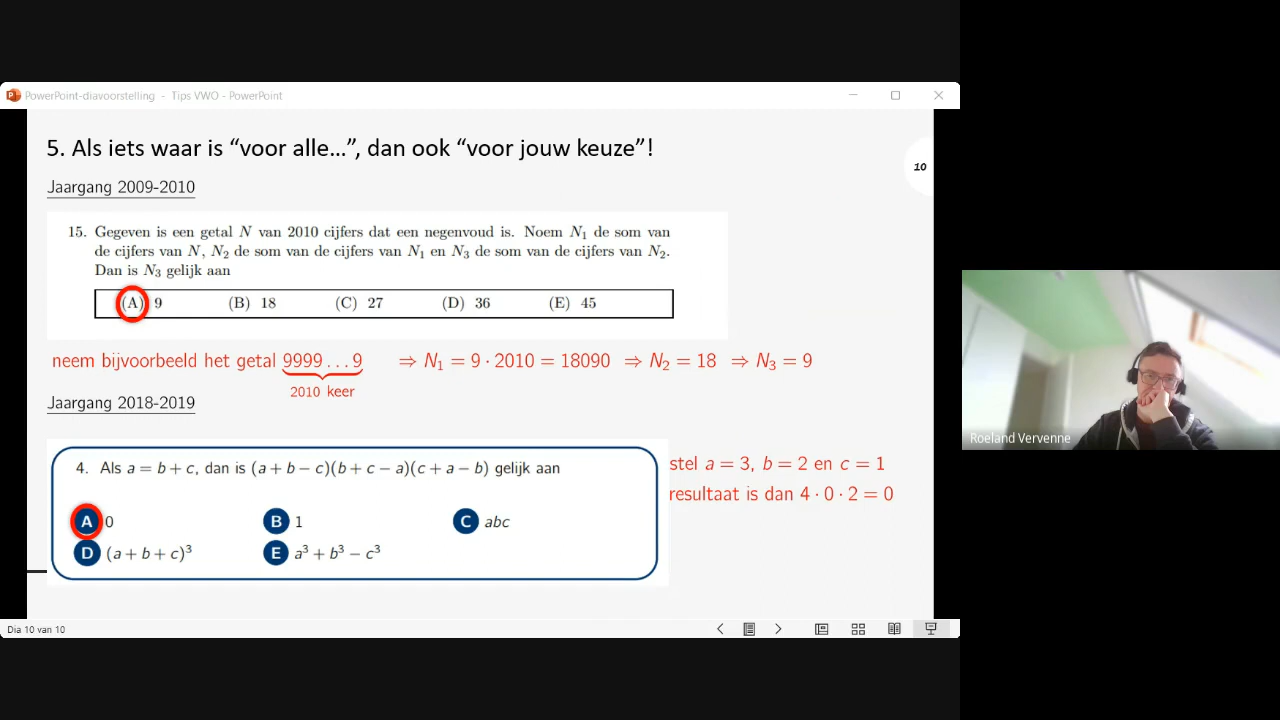 PowerPoint-diavoorstelling - Tips VWO - PowerPoint
5. Als iets waar is “voor alle...”, dan ook “voor jouw keuze”!
10
Jaargang 2009-2010
15. Gegeven is een getal N van 2010 cijfers dat een negenvoud is. Noem N₁ de som van
de cijfers van N, N₂ de som van de cijfers van N₁ en N₃ de som van de cijfers van N₂.
Dan is N₃ gelijk aan
(A) 9 (B) 18 (C) 27 (D) 36 (E) 45
neem bijvoorbeeld het getal 9999...9 ⇒ N₁ = 9 · 2010 = 18090 ⇒ N₂ = 18 ⇒ N₃ = 9
2010 keer
Jaargang 2018-2019
4. Als a = b + c, dan is (a + b − c)(b + c − a)(c + a − b) gelijk aan
A 0 B 1 C abc
D (a + b + c)³ E a³ + b³ − c³
stel a = 3, b = 2 en c = 1
resultaat is dan 4 · 0 · 2 = 0
Roeland Vervenne
Dia 10 van 10